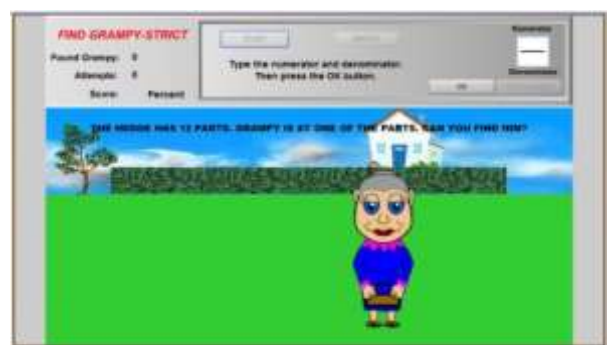 FIND GRAMPY-STRICT
Found Grampy: 0
Attempts: 0
Score: Percent
Type the numerator and denominator.
Then press the OK button.
Numerator
Denominator
OK
THE HEDGE HAS 12 PARTS. GRAMPY IS AT ONE OF THE PARTS. CAN YOU FIND HIM?